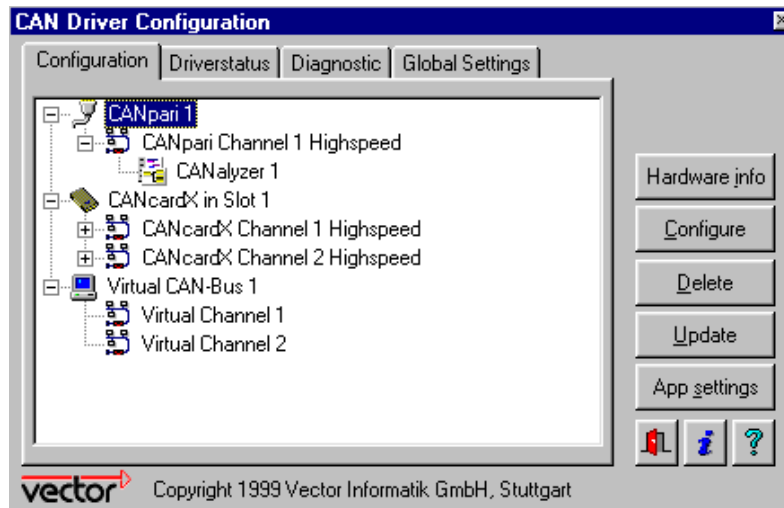 CAN Driver Configuration
Configuration Driverstatus Diagnostic Global Settings
CANpari 1
CANpari Channel 1 Highspeed
CANalyzer 1
CANcardX in Slot 1
CANcardX Channel 1 Highspeed
CANcardX Channel 2 Highspeed
Virtual CAN-Bus 1
Virtual Channel 1
Virtual Channel 2
Hardware info
Configure
Delete
Update
App settings
i ?
vector Copyright 1999 Vector Informatik GmbH, Stuttgart